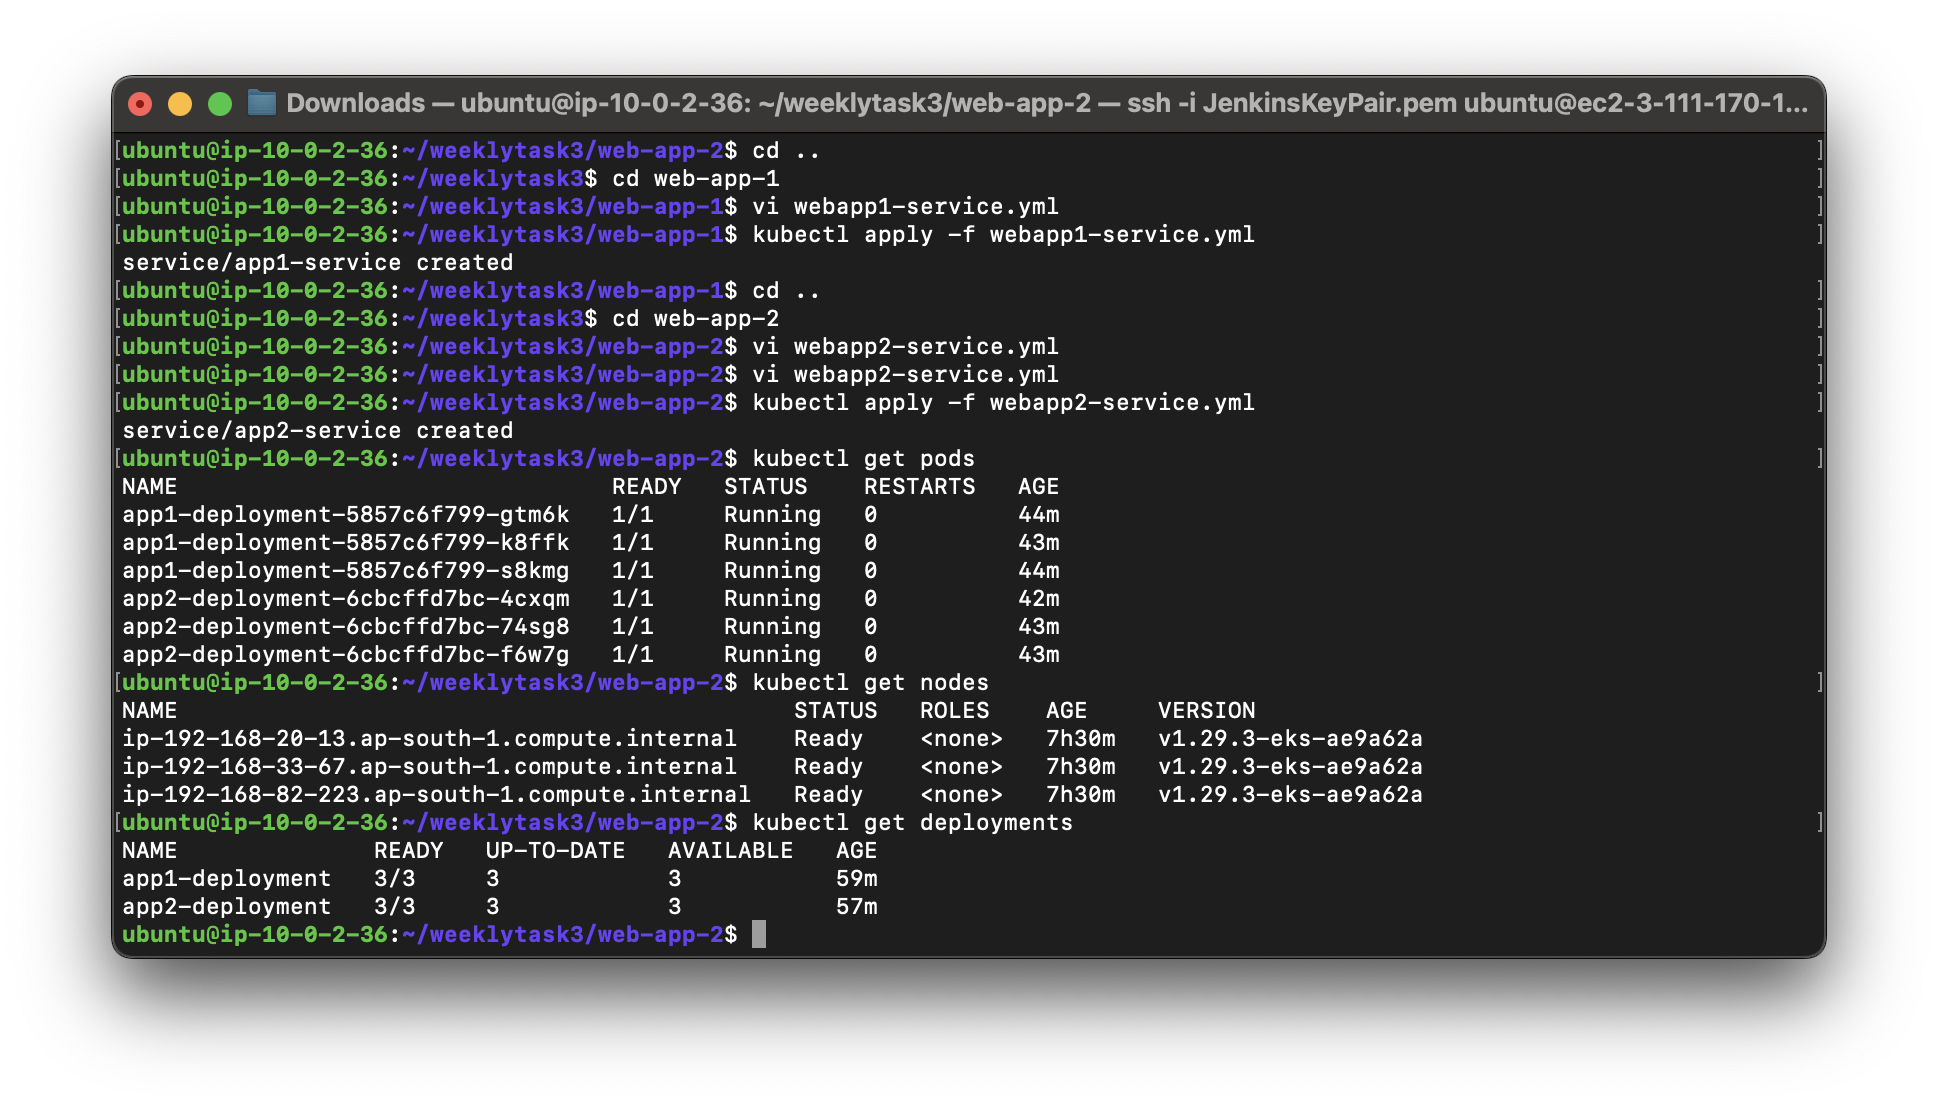 Downloads — ubuntu@ip-10-0-2-36: ~/weeklytask3/web-app-2 — ssh -i JenkinsKeyPair.pem ubuntu@ec2-3-111-170-1...
[ubuntu@ip-10-0-2-36:~/weeklytask3/web-app-2$ cd .. ]
[ubuntu@ip-10-0-2-36:~/weeklytask3$ cd web-app-1 ]
[ubuntu@ip-10-0-2-36:~/weeklytask3/web-app-1$ vi webapp1-service.yml ]
[ubuntu@ip-10-0-2-36:~/weeklytask3/web-app-1$ kubectl apply -f webapp1-service.yml ]
service/app1-service created
[ubuntu@ip-10-0-2-36:~/weeklytask3/web-app-1$ cd .. ]
[ubuntu@ip-10-0-2-36:~/weeklytask3$ cd web-app-2 ]
[ubuntu@ip-10-0-2-36:~/weeklytask3/web-app-2$ vi webapp2-service.yml ]
[ubuntu@ip-10-0-2-36:~/weeklytask3/web-app-2$ vi webapp2-service.yml ]
[ubuntu@ip-10-0-2-36:~/weeklytask3/web-app-2$ kubectl apply -f webapp2-service.yml ]
service/app2-service created
[ubuntu@ip-10-0-2-36:~/weeklytask3/web-app-2$ kubectl get pods ]
NAME READY STATUS RESTARTS AGE
app1-deployment-5857c6f799-gtm6k 1/1 Running 0 44m
app1-deployment-5857c6f799-k8ffk 1/1 Running 0 43m
app1-deployment-5857c6f799-s8kmg 1/1 Running 0 44m
app2-deployment-6cbcffd7bc-4cxqm 1/1 Running 0 42m
app2-deployment-6cbcffd7bc-74sg8 1/1 Running 0 43m
app2-deployment-6cbcffd7bc-f6w7g 1/1 Running 0 43m
[ubuntu@ip-10-0-2-36:~/weeklytask3/web-app-2$ kubectl get nodes ]
NAME STATUS ROLES AGE VERSION
ip-192-168-20-13.ap-south-1.compute.internal Ready <none> 7h30m v1.29.3-eks-ae9a62a
ip-192-168-33-67.ap-south-1.compute.internal Ready <none> 7h30m v1.29.3-eks-ae9a62a
ip-192-168-82-223.ap-south-1.compute.internal Ready <none> 7h30m v1.29.3-eks-ae9a62a
[ubuntu@ip-10-0-2-36:~/weeklytask3/web-app-2$ kubectl get deployments ]
NAME READY UP-TO-DATE AVAILABLE AGE
app1-deployment 3/3 3 3 59m
app2-deployment 3/3 3 3 57m
ubuntu@ip-10-0-2-36:~/weeklytask3/web-app-2$